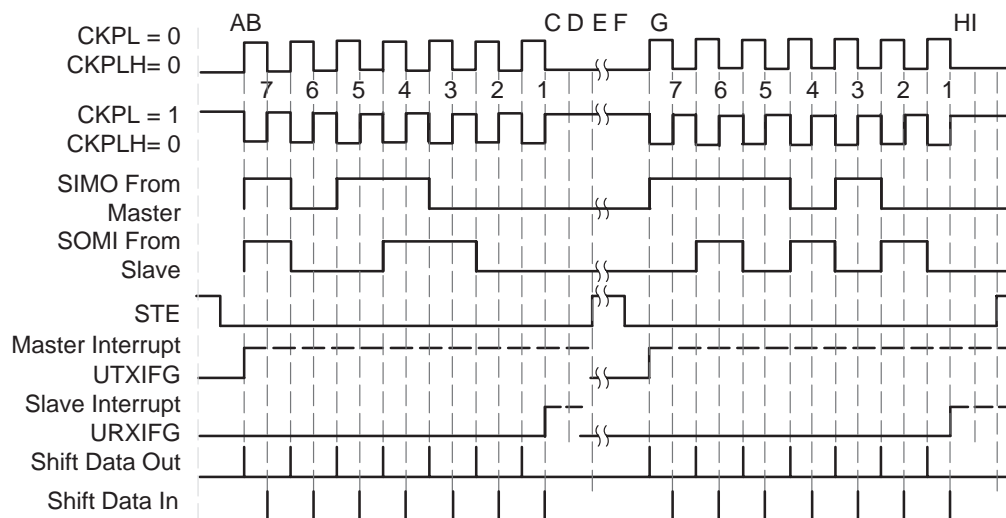 AB C D E F G HI
CKPL = 0
CKPLH= 0
7 6 5 4 3 2 1 7 6 5 4 3 2 1
CKPL = 1
CKPLH= 0
SIMO From
Master
SOMI From
Slave
STE
Master Interrupt
UTXIFG
Slave Interrupt
URXIFG
Shift Data Out
Shift Data In